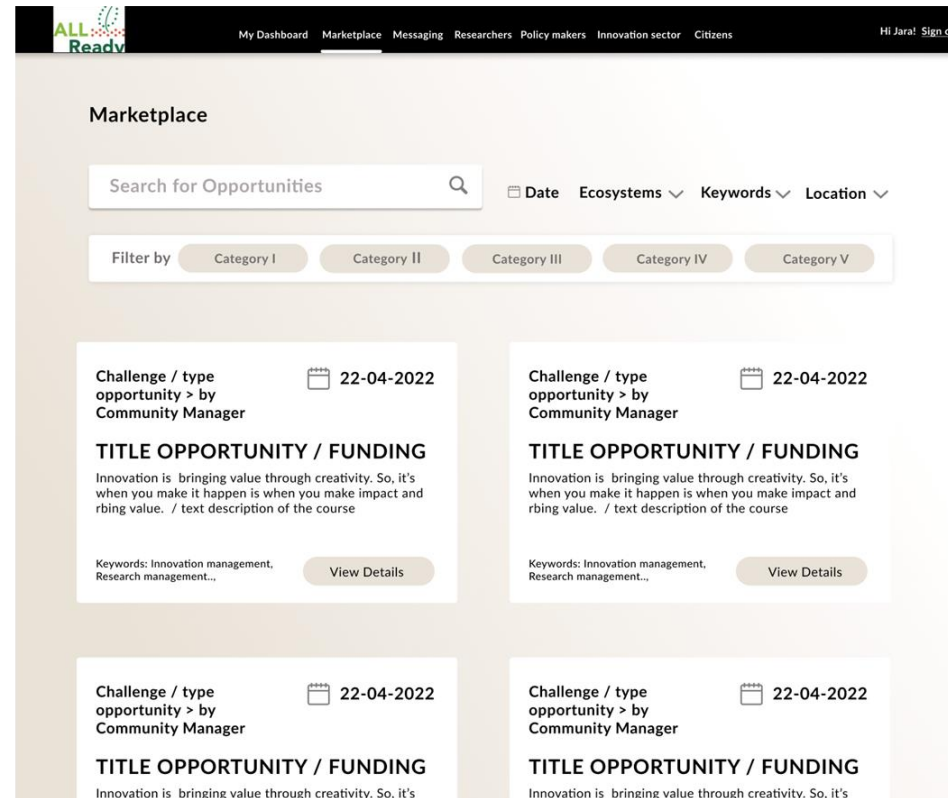 ALL
Ready
My Dashboard Marketplace Messaging Researchers Policy makers Innovation sector Citizens
Hi Jara! Sign
Marketplace
Search for Opportunities
Date Ecosystems Keywords Location
Filter by Category I Category II Category III Category IV Category V
Challenge / type
opportunity > by
Community Manager
22-04-2022
TITLE OPPORTUNITY / FUNDING
Innovation is bringing value through creativity. So, it's
when you make it happen is when you make impact and
rbing value. / text description of the course
Keywords: Innovation management,
Research management..,
View Details
Challenge / type
opportunity > by
Community Manager
22-04-2022
TITLE OPPORTUNITY / FUNDING
Innovation is bringing value through creativity. So, it's
when you make it happen is when you make impact and
rbing value. / text description of the course
Keywords: Innovation management,
Research management..,
View Details
Challenge / type
opportunity > by
Community Manager
22-04-2022
TITLE OPPORTUNITY / FUNDING
Innovation is bringing value through creativity. So, it's
Challenge / type
opportunity > by
Community Manager
22-04-2022
TITLE OPPORTUNITY / FUNDING
Innovation is bringing value through creativity. So, it's